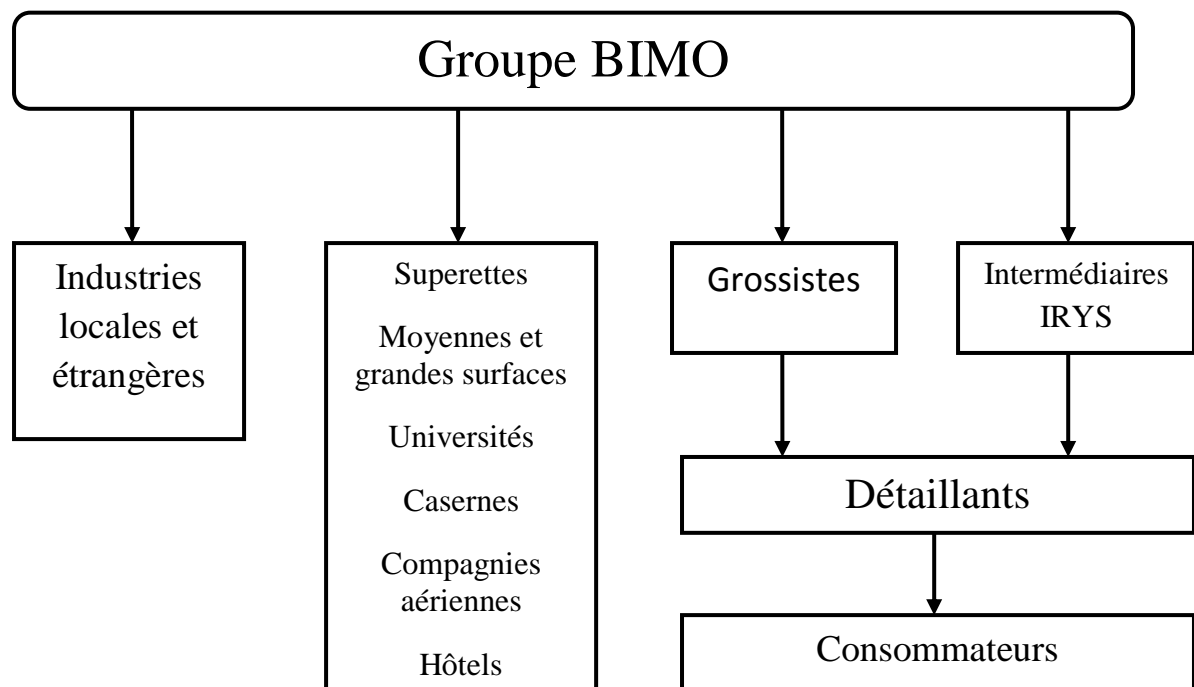 Groupe BIMO
Industries
locales et
étrangères
Superettes
Moyennes et
grandes surfaces
Universités
Casernes
Compagnies
aériennes
Hôtels
Grossistes
Intermédiaires
IRYS
Détaillants
Consommateurs